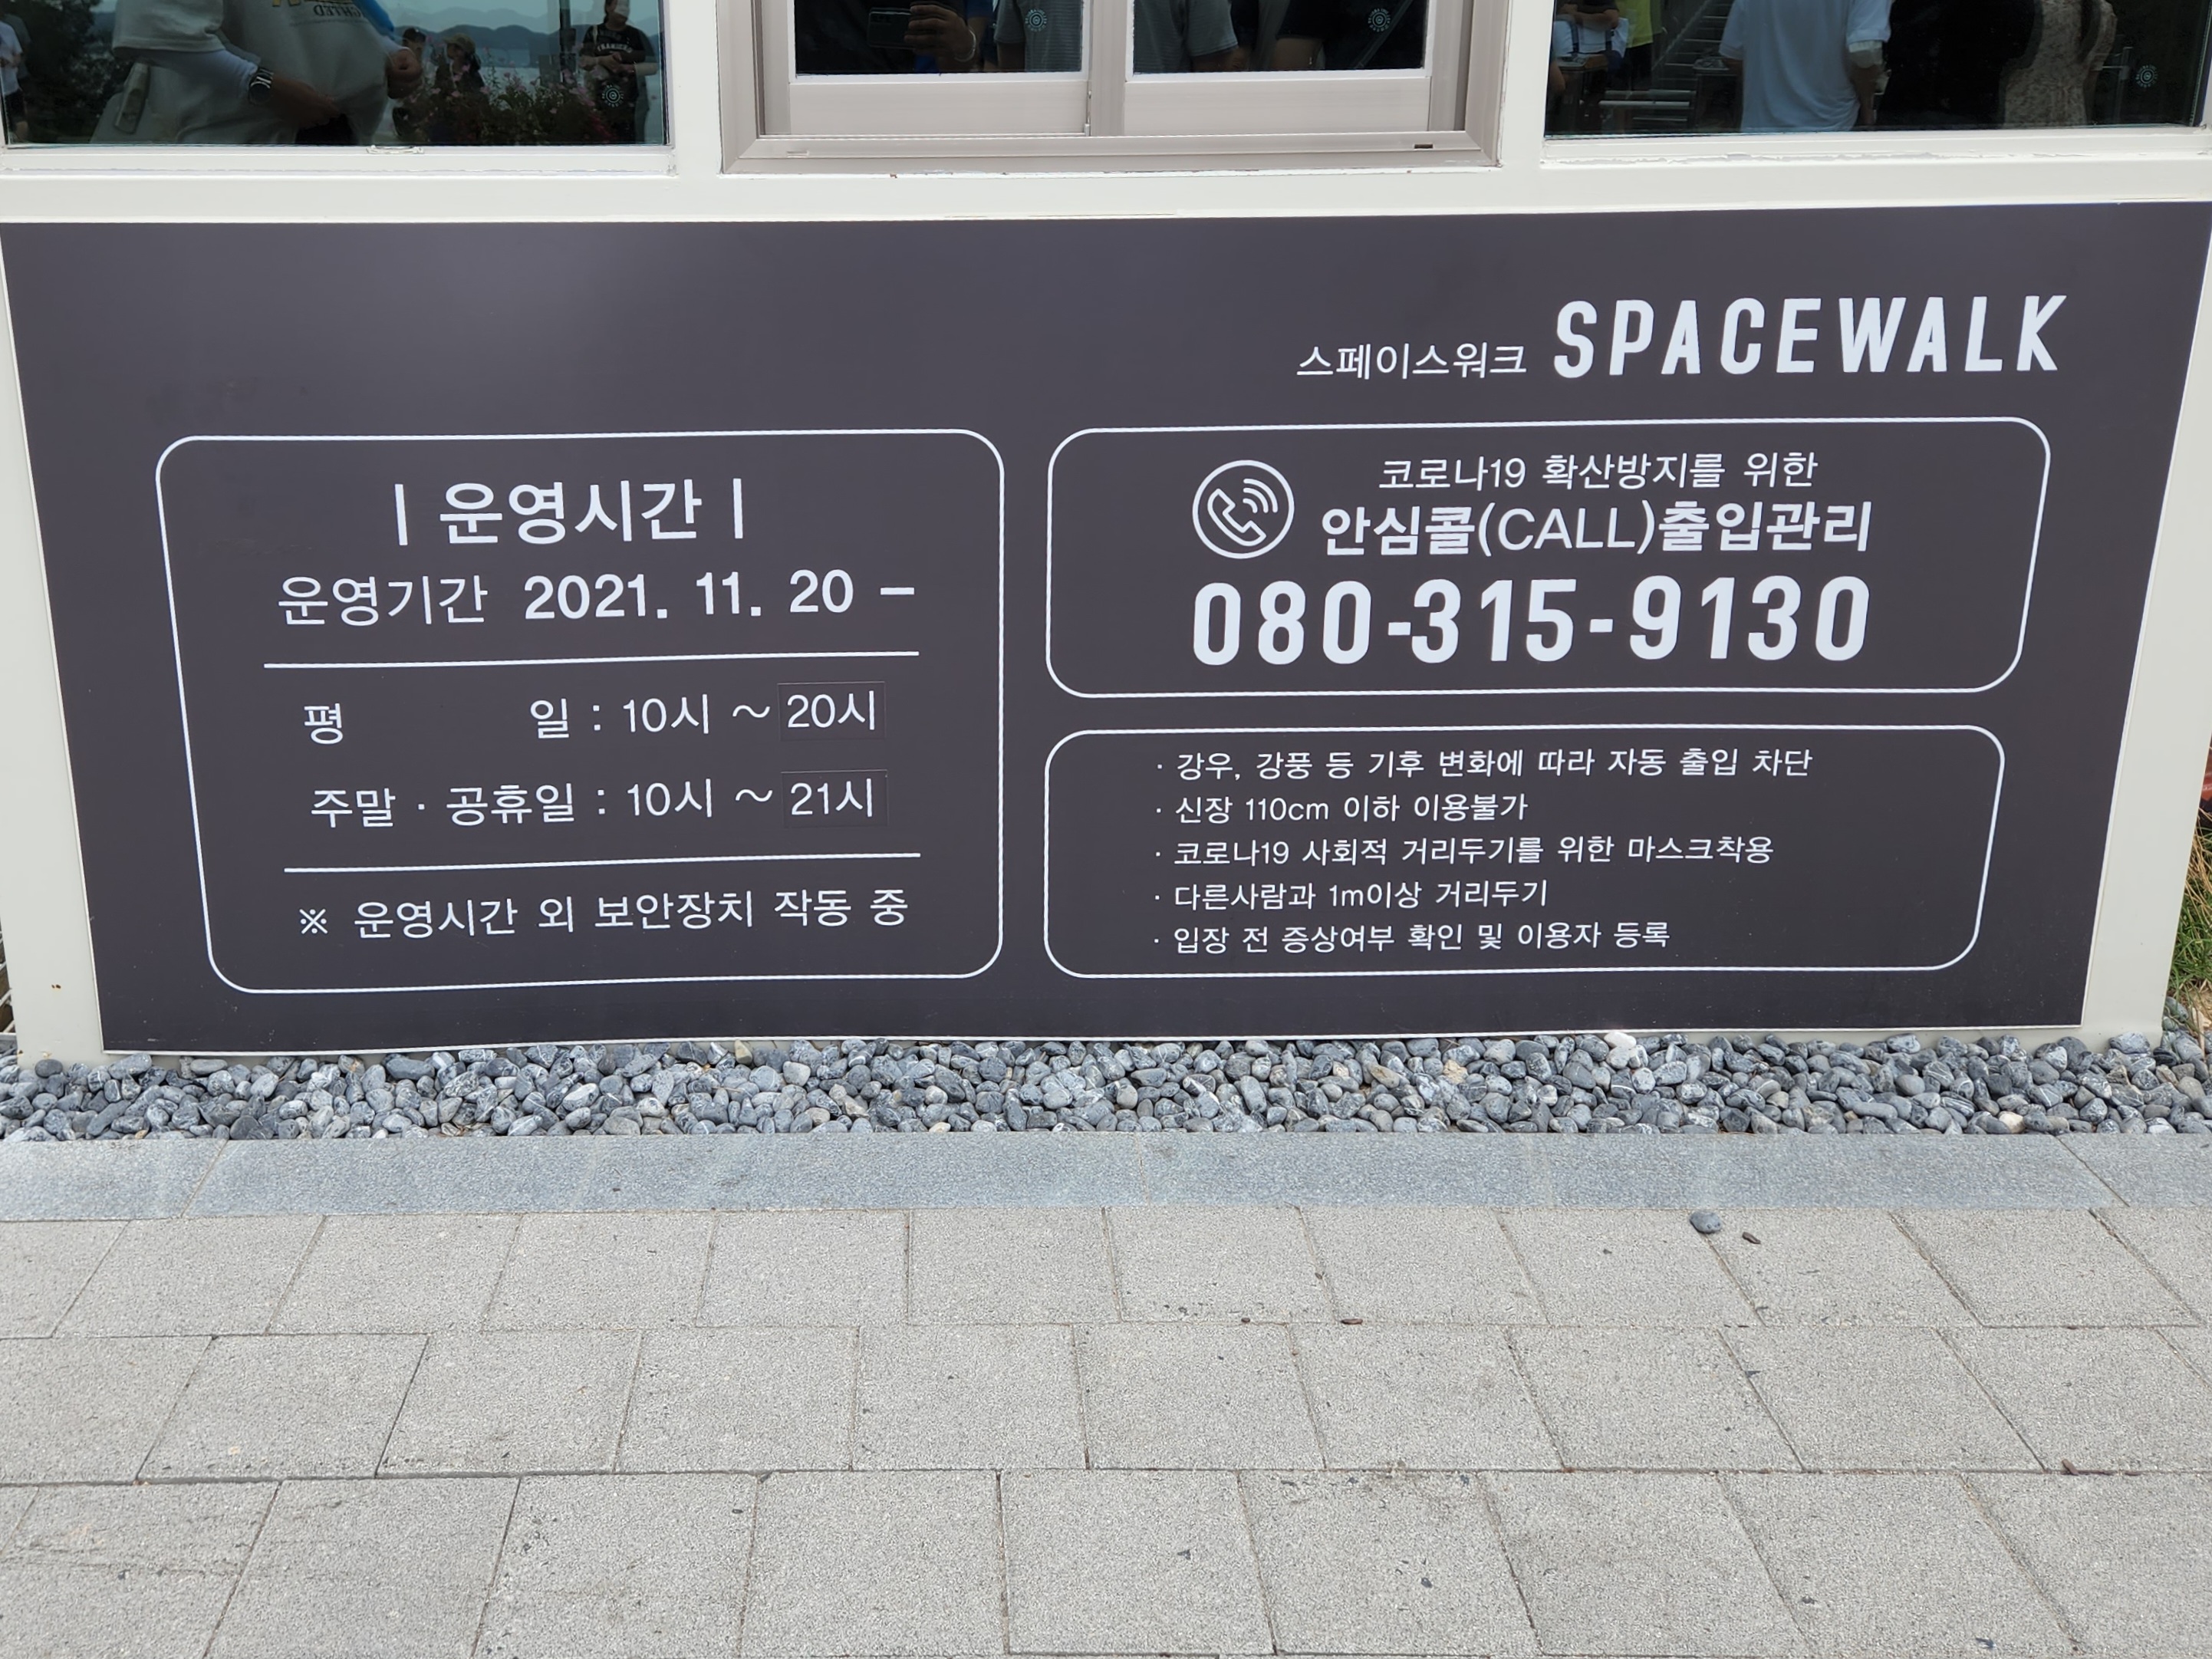 스페이스워크 SPACEWALK
| 운영시간 |
운영기간 2021. 11. 20 –
평 일 : 10시 ~ 20시
주말 · 공휴일 : 10시 ~ 21시
※ 운영시간 외 보안장치 작동 중
코로나19 확산방지를 위한
안심콜(CALL)출입관리
080-315-9130
· 강우, 강풍 등 기후 변화에 따라 자동 출입 차단
· 신장 110cm 이하 이용불가
· 코로나19 사회적 거리두기를 위한 마스크착용
· 다른사람과 1m이상 거리두기
· 입장 전 증상여부 확인 및 이용자 등록